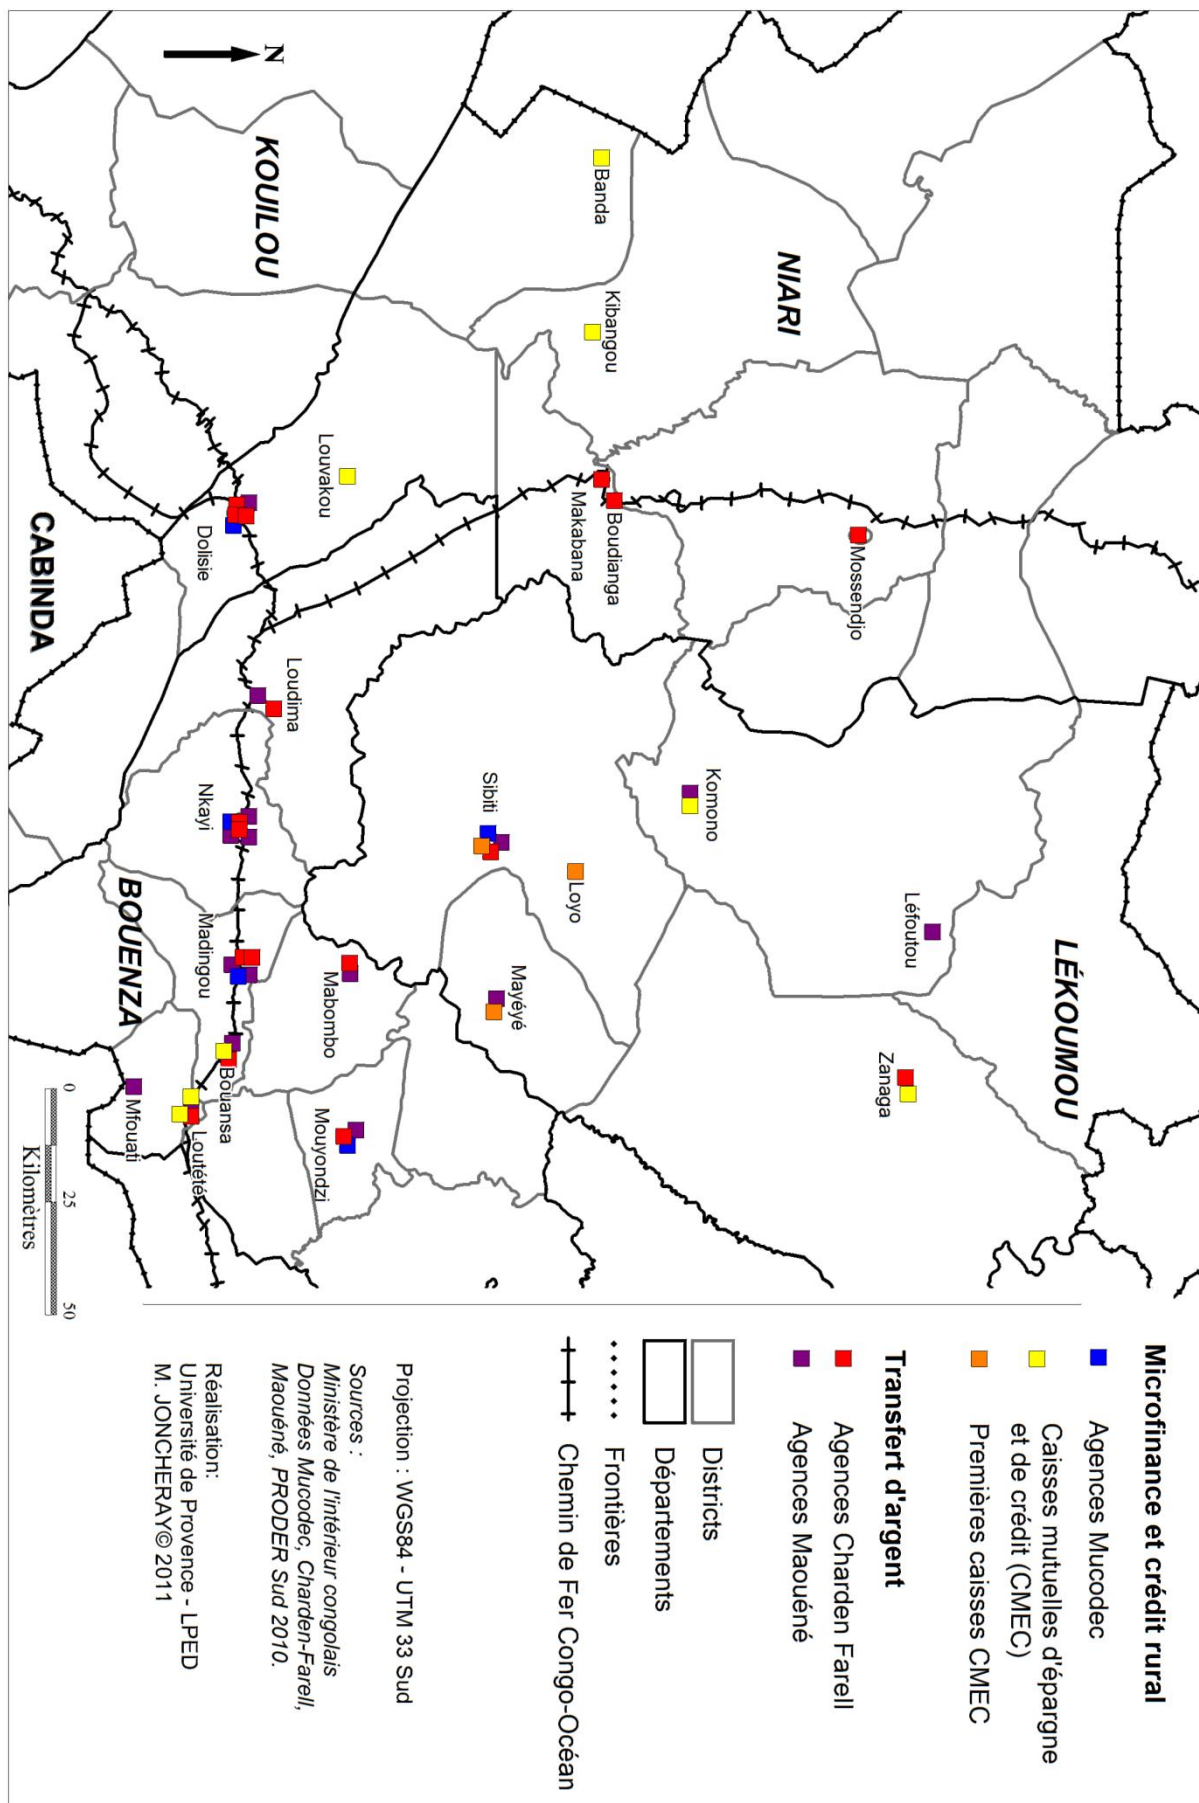 N
KOUILOU
NIARI
LÉKOUMOU
BOUENZA
CABINDA
Banda
Kibangou
Louvakou
Dolisie
Makabana
Boudianga
Mossendjo
Loudima
Nkayi
Sibiti
Komono
Loyo
Léfoutou
Madingou
Mabombo
Mayéyé
Zanaga
Bouansa
Loutété
Mfouati
Mouyondzi
0 25 50
Kilomètres
Microfinance et crédit rural
Agences Mucodec
Caisses mutuelles d'épargne
et de crédit (CMEC)
Premières caisses CMEC
Transfert d'argent
Agences Charden Farell
Agences Maouéné
Districts
Départements
Frontières
Chemin de Fer Congo-Océan
Projection : WGS84 - UTM 33 Sud
Sources :
Ministère de l'intérieur congolais
Données Mucodec, Charden-Farell,
Maouéné, PRODER Sud 2010.
Réalisation:
Université de Provence - LPED
M. JONCHERAY© 2011